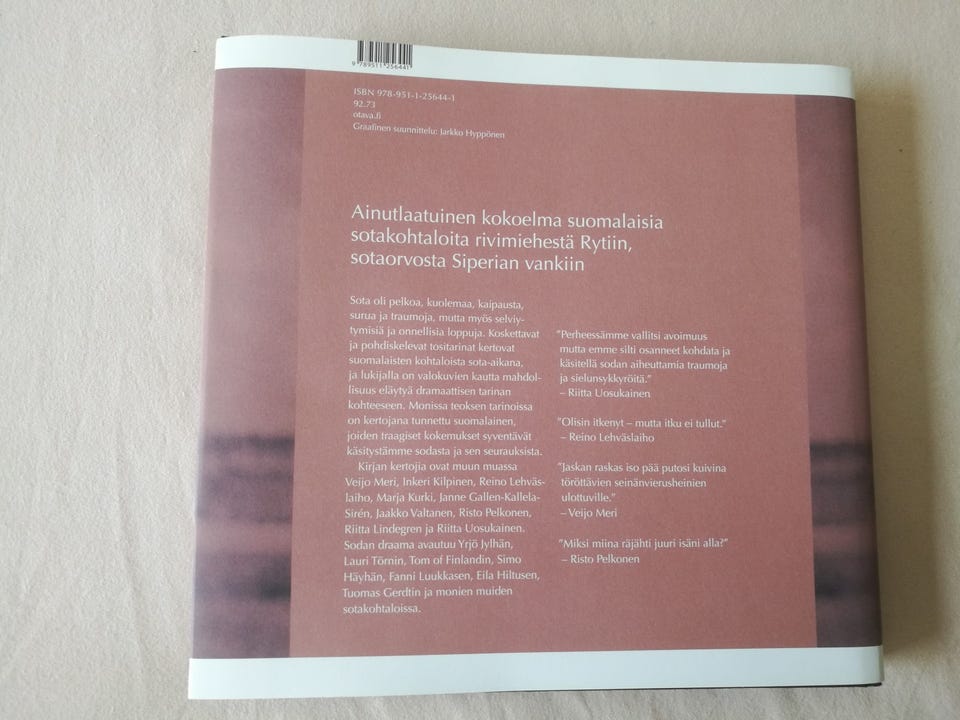 9 789511 256441
ISBN 978-951-1-25644-1
92.73
otava.fi
Graafinen suunnittelu: Jarkko Hyppönen
Ainutlaatuinen kokoelma suomalaisia
sotakohtaloita rivimiehestä Rytiin,
sotaorvosta Siperian vankiin
Sota oli pelkoa, kuolemaa, kaipausta,
surua ja traumoja, mutta myös selviy-
tymisiä ja onnellisia loppuja. Koskettavat
ja pohdiskelevat tositarinat kertovat
suomalaisten kohtaloista sota-aikana,
ja lukijalla on valokuvien kautta mahdol-
lisuus eläytyä dramaattisen tarinan
kohteeseen. Monissa teoksen tarinoissa
on kertojana tunnettu suomalainen,
joiden traagiset kokemukset syventävät
käsitystämme sodasta ja sen seurauksista.
Kirjan kertojia ovat muun muassa
Veijo Meri, Inkeri Kilpinen, Reino Lehväs-
laiho, Marja Kurki, Janne Gallen-Kallela-
Sirén, Jaakko Valtanen, Risto Pelkonen,
Riitta Lindegren ja Riitta Uosukainen.
Sodan draama avautuu Yrjö Jylhän,
Lauri Törnin, Tom of Finlandin, Simo
Häyhän, Fanni Luukkasen, Eila Hiltusen,
Tuomas Gerdtin ja monien muiden
sotakohtaloissa.
”Perheessämme vallitsi avoimuus
mutta emme silti osanneet kohdata ja
käsitellä sodan aiheuttamia traumoja
ja sielunsykkyröitä.”
– Riitta Uosukainen
”Olisin itkenyt – mutta itku ei tullut.”
– Reino Lehväslaiho
”Jaskan raskas iso pää putosi kuivina
töröttävien seinänvierusheinien
ulottuville.”
– Veijo Meri
”Miksi miina räjähti juuri isäni alla?”
– Risto Pelkonen